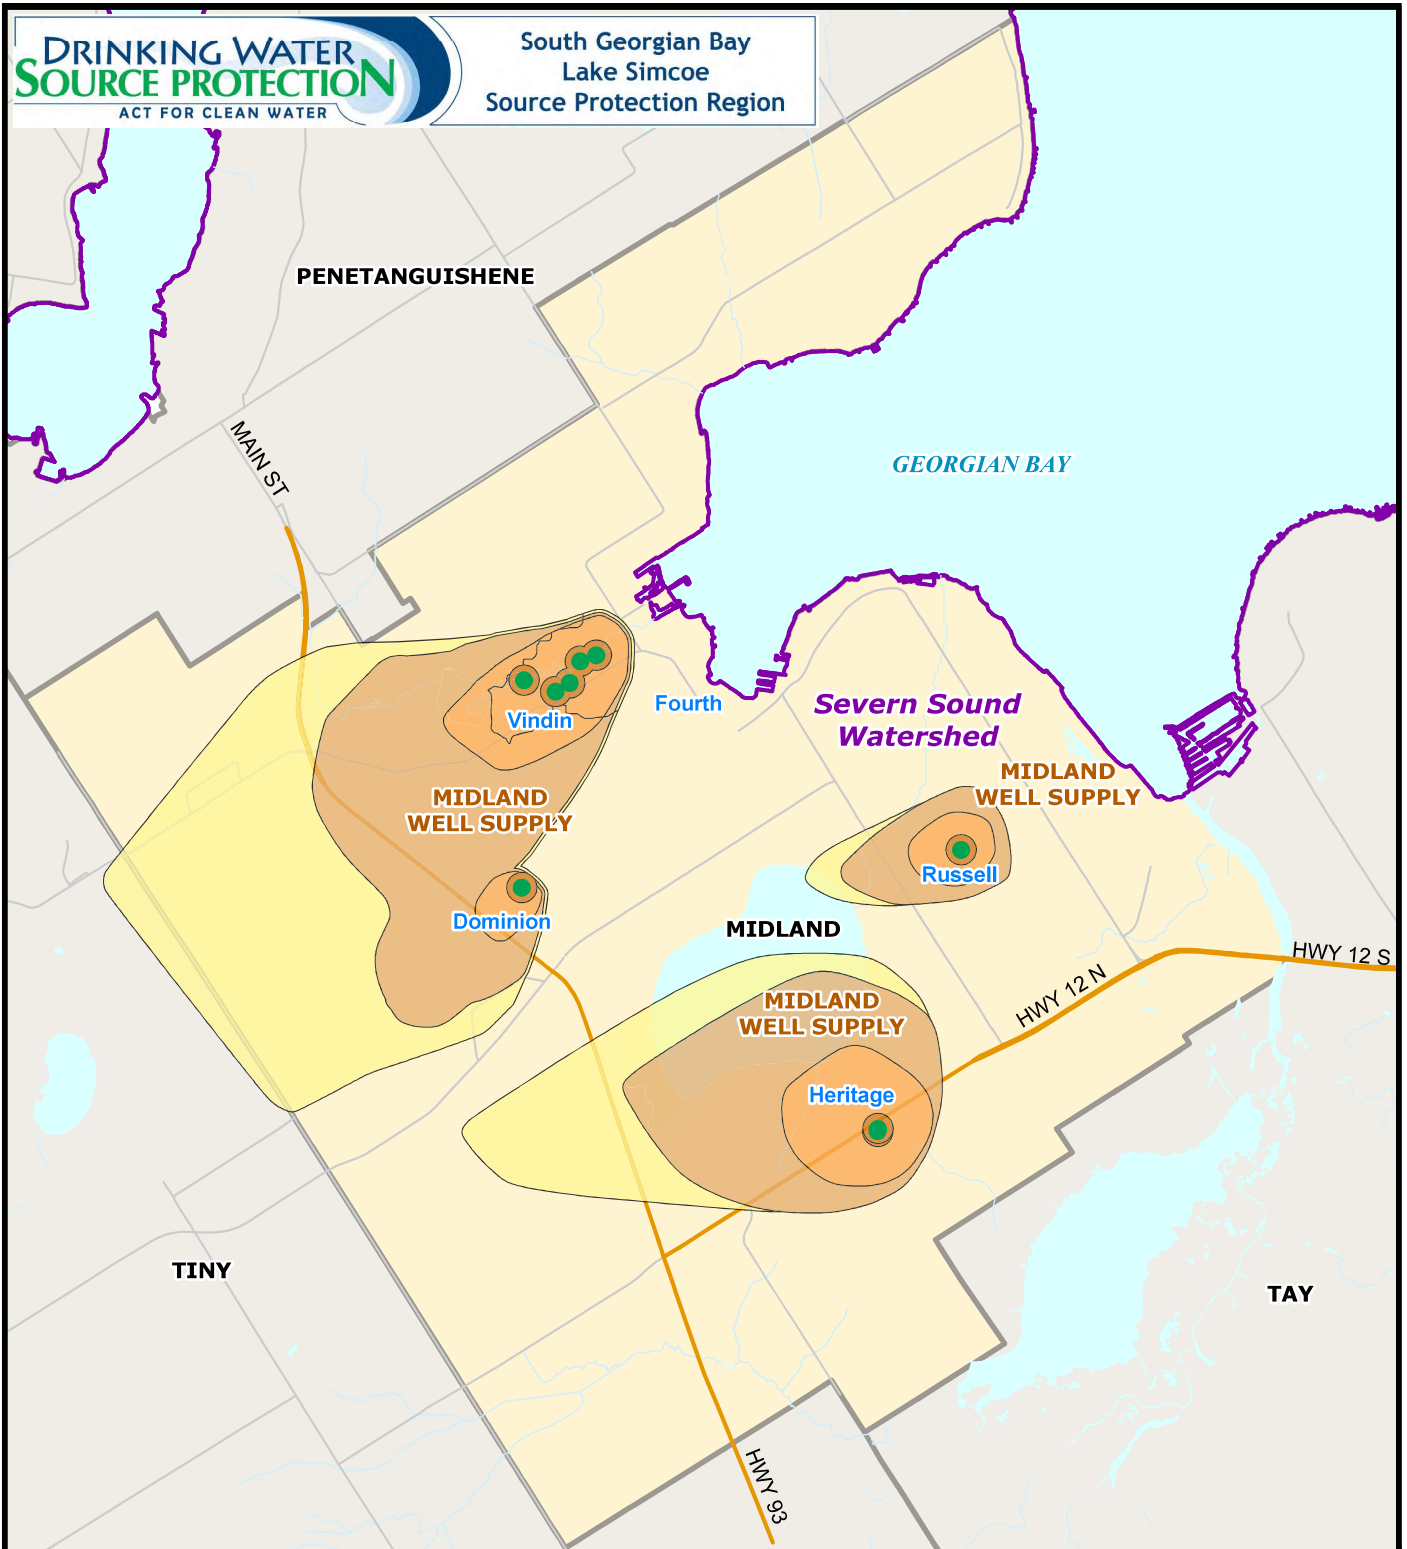 DRINKING WATER
SOURCE PROTECTION
ACT FOR CLEAN WATER
South Georgian Bay
Lake Simcoe
Source Protection Region
PENETANGUISHENE
MAIN ST
GEORGIAN BAY
Fourth
Severn Sound
Watershed
Vindin
MIDLAND
WELL SUPPLY
MIDLAND
WELL SUPPLY
Russell
Dominion
MIDLAND
HWY 12 S
HWY 12 N
MIDLAND
WELL SUPPLY
Heritage
TINY
TAY
HWY 93